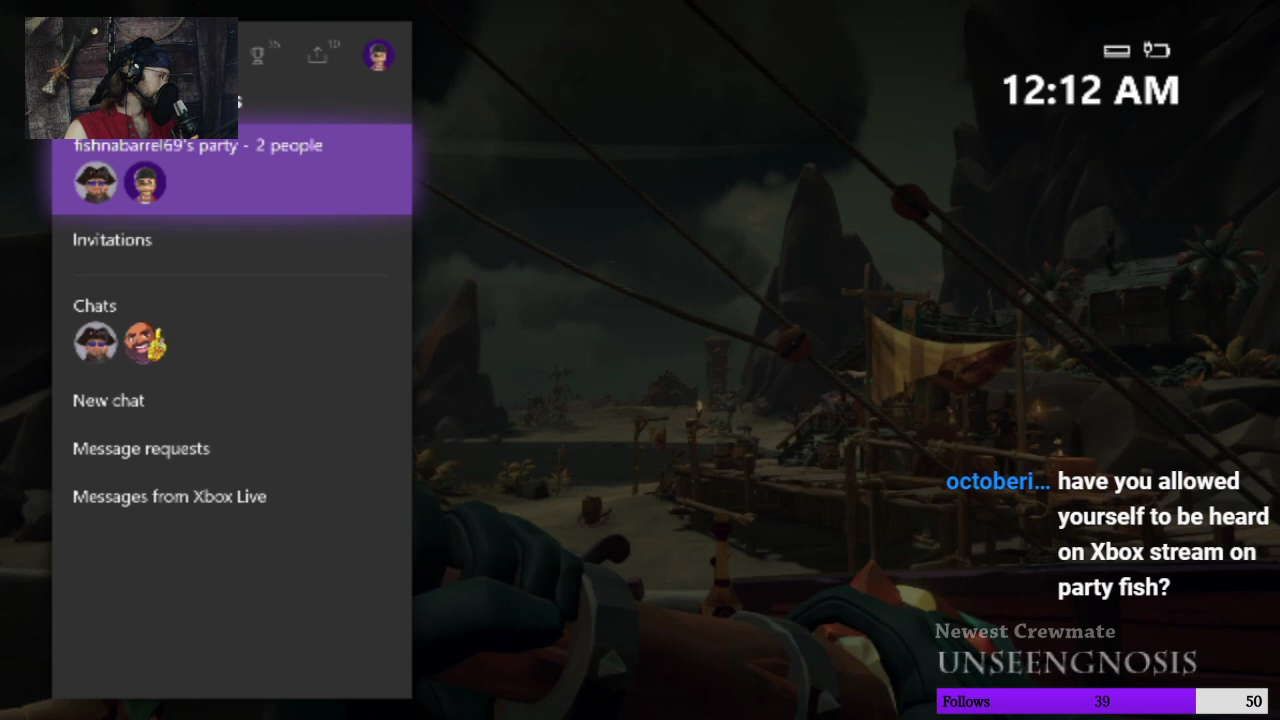 12:12 AM
fishnabarrel69's party - 2 people
Invitations
Chats
New chat
Message requests
Messages from Xbox Live
octoberi... have you allowed
yourself to be heard
on Xbox stream on
party fish?
Newest Crewmate
UNSEENGNOSIS
Follows 39 50